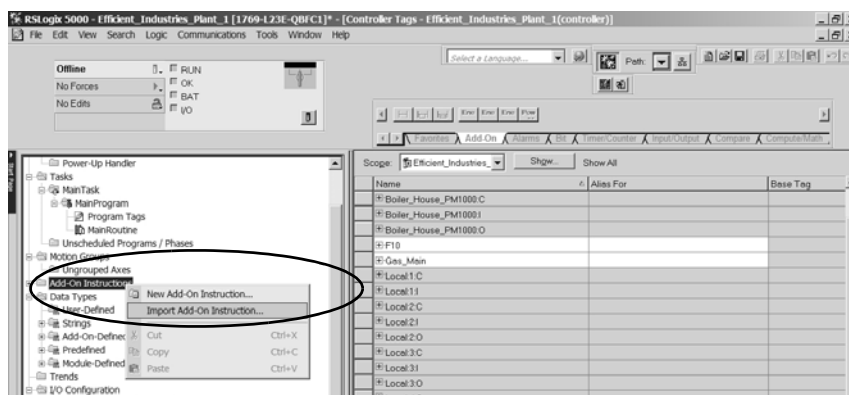 RSLogix 5000 - Efficient_Industries_Plant_1 [1769-L23E-QBFC1]* - [Controller Tags - Efficient_Industries_Plant_1(controller)]
File Edit View Search Logic Communications Tools Window Help
Offline
RUN
No Forces
OK
BAT
No Edits
I/O
Select a Language...
Path:
Favorites Add-On Alarms Bit Timer/Counter Input/Output Compare Compute/Math
Start Page
Power-Up Handler
Tasks
MainTask
MainProgram
Program Tags
MainRoutine
Unscheduled Programs / Phases
Motion Groups
Ungrouped Axes
Add-On Instructions
Data Types
User-Defined
Strings
Add-On-Defined
Predefined
Module-Defined
Trends
I/O Configuration
New Add-On Instruction...
Import Add-On Instruction...
Cut Ctrl+X
Copy Ctrl+C
Paste Ctrl+V
Scope: Efficient_Industries_ Show... Show All
Name Alias For Base Tag
Boiler_House_PM1000:C
Boiler_House_PM1000:I
Boiler_House_PM1000:O
F10
Gas_Main
Local:1:C
Local:1:I
Local:2:C
Local:2:I
Local:2:O
Local:3:C
Local:3:I
Local:3:O